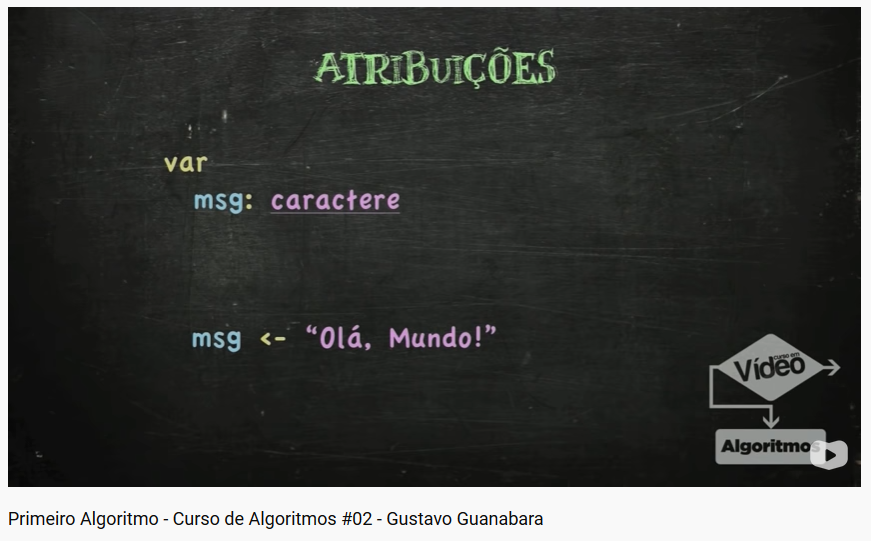 ATRIBUIÇÕES
var
msg: caractere
msg <- “Olá, Mundo!”
curso em
Vídeo
Algoritmos
Primeiro Algoritmo - Curso de Algoritmos #02 - Gustavo Guanabara